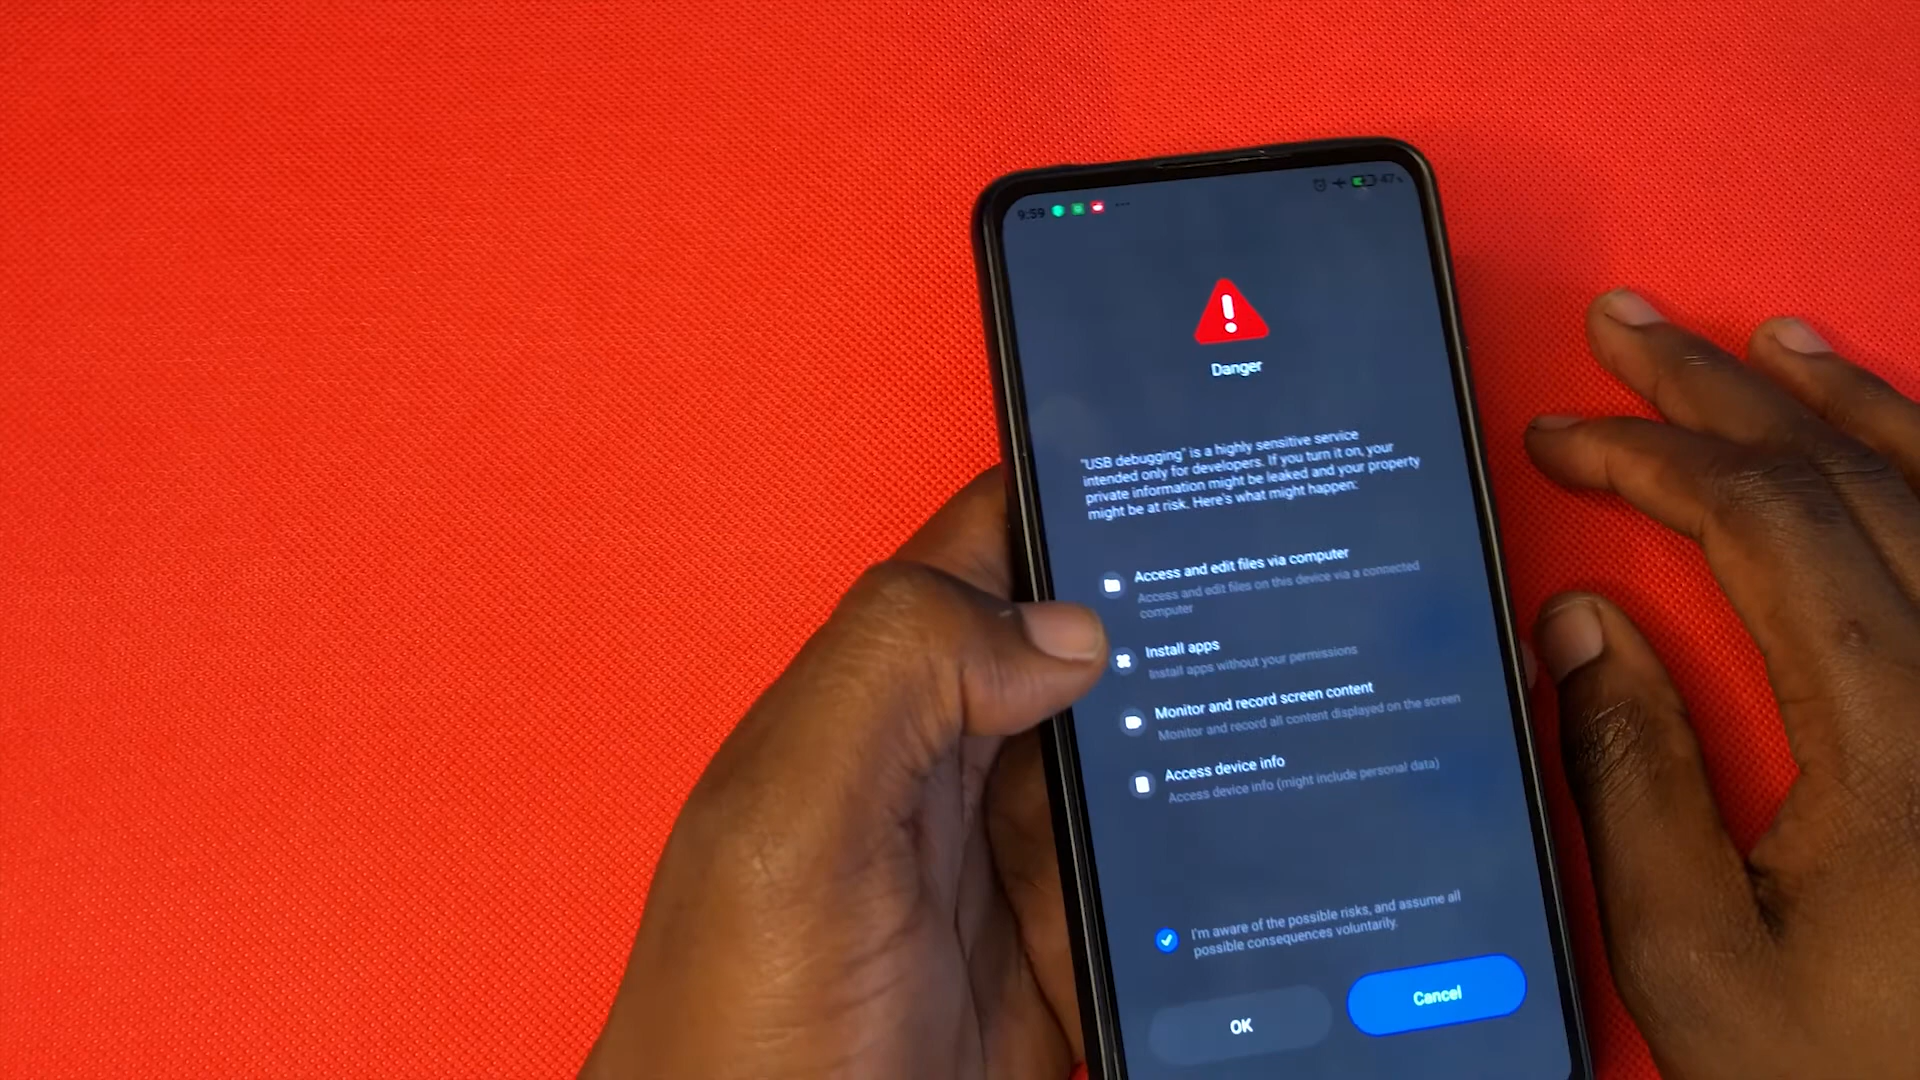 9:59
47%
Danger
"USB debugging" is a highly sensitive service
intended only for developers. If you turn it on, your
private information might be leaked and your property
might be at risk. Here's what might happen:
Access and edit files via computer
Access and edit files on this device via a connected
computer
Install apps
Install apps without your permissions
Monitor and record screen content
Monitor and record all content displayed on the screen
Access device info
Access device info (might include personal data)
I'm aware of the possible risks, and assume all
possible consequences voluntarily.
OK
Cancel